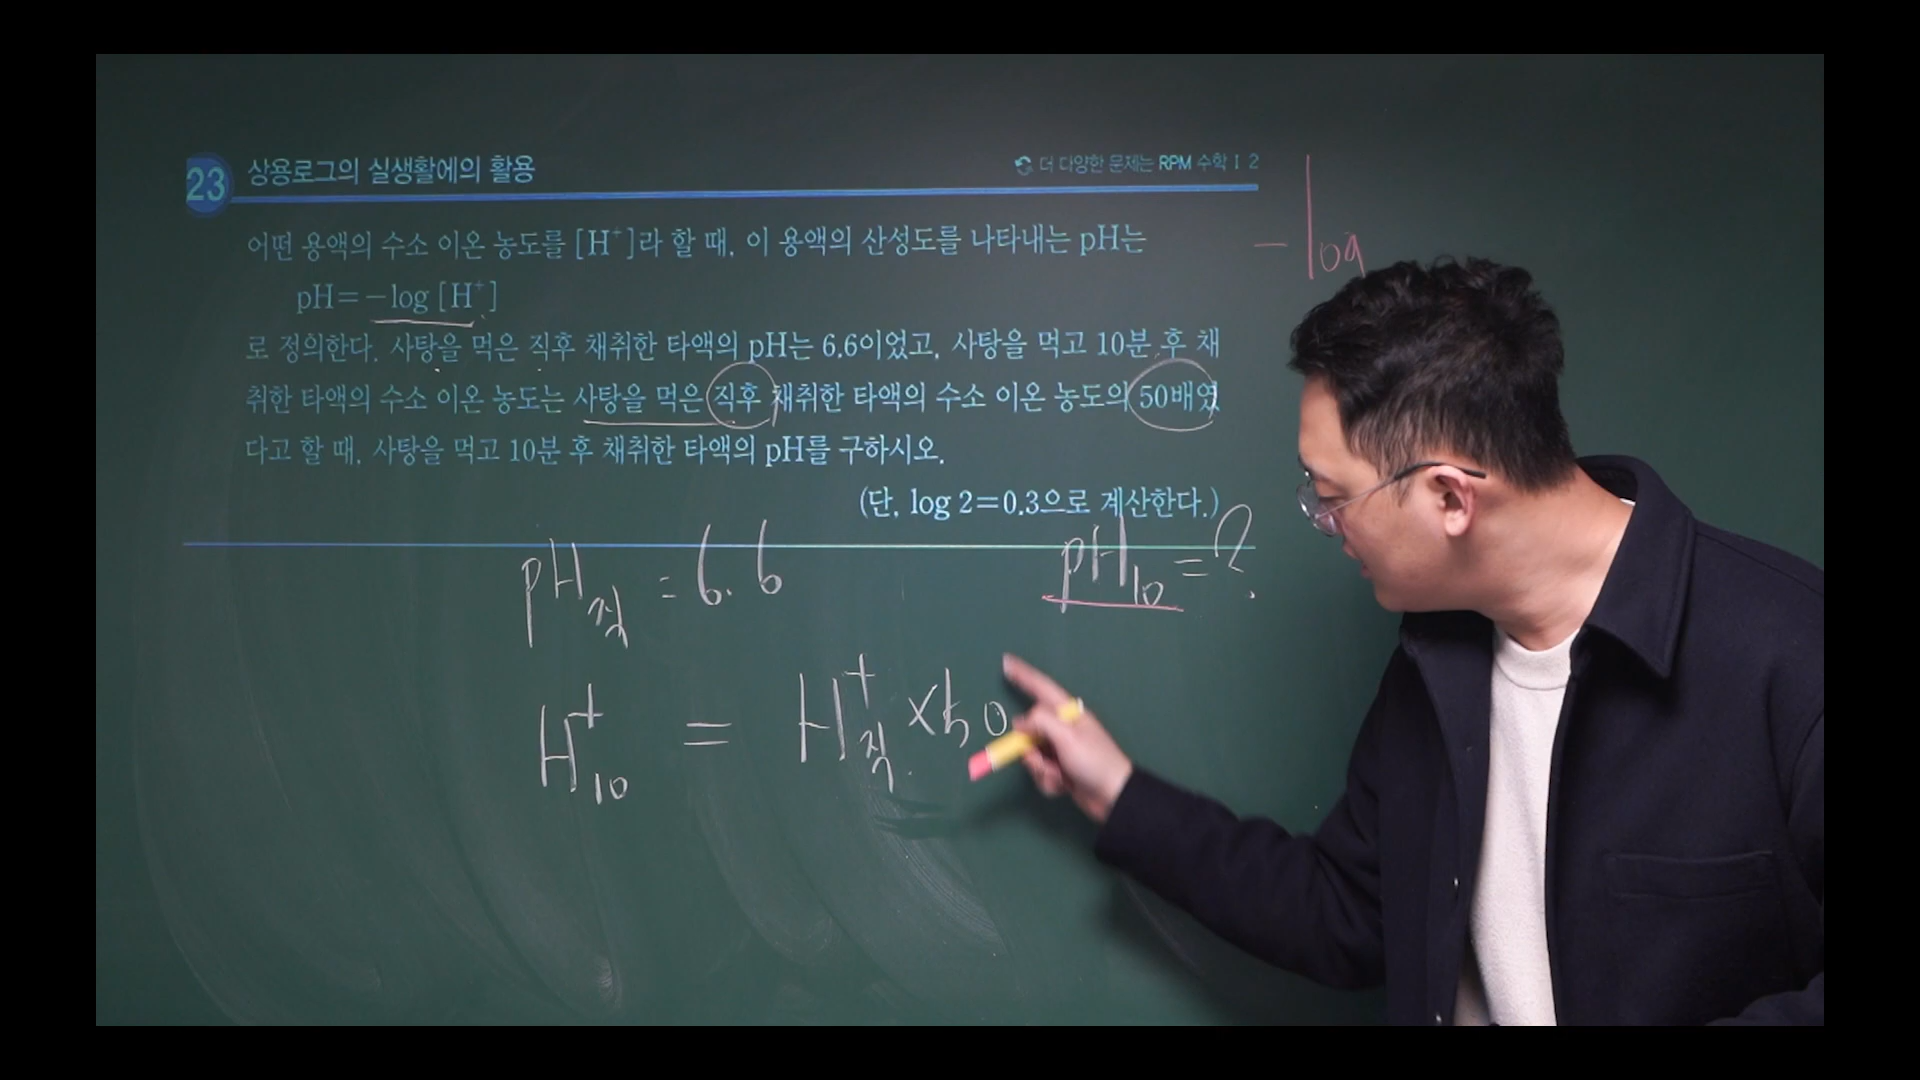 23 상용로그의 실생활에의 활용
더 다양한 문제는 RPM 수학 I 2
어떤 용액의 수소 이온 농도를 [H⁺]라 할 때, 이 용액의 산성도를 나타내는 pH는
pH=-log [H⁺]
로 정의한다. 사탕을 먹은 직후 채취한 타액의 pH는 6.6이었고, 사탕을 먹고 10분 후 채
취한 타액의 수소 이온 농도는 사탕을 먹은 직후 채취한 타액의 수소 이온 농도의 50배였
다고 할 때, 사탕을 먹고 10분 후 채취한 타액의 pH를 구하시오.
(단, log 2=0.3으로 계산한다.)
-log
pH직 = 6.6
pH10 = ?
H⁺10 = H⁺직 ×50